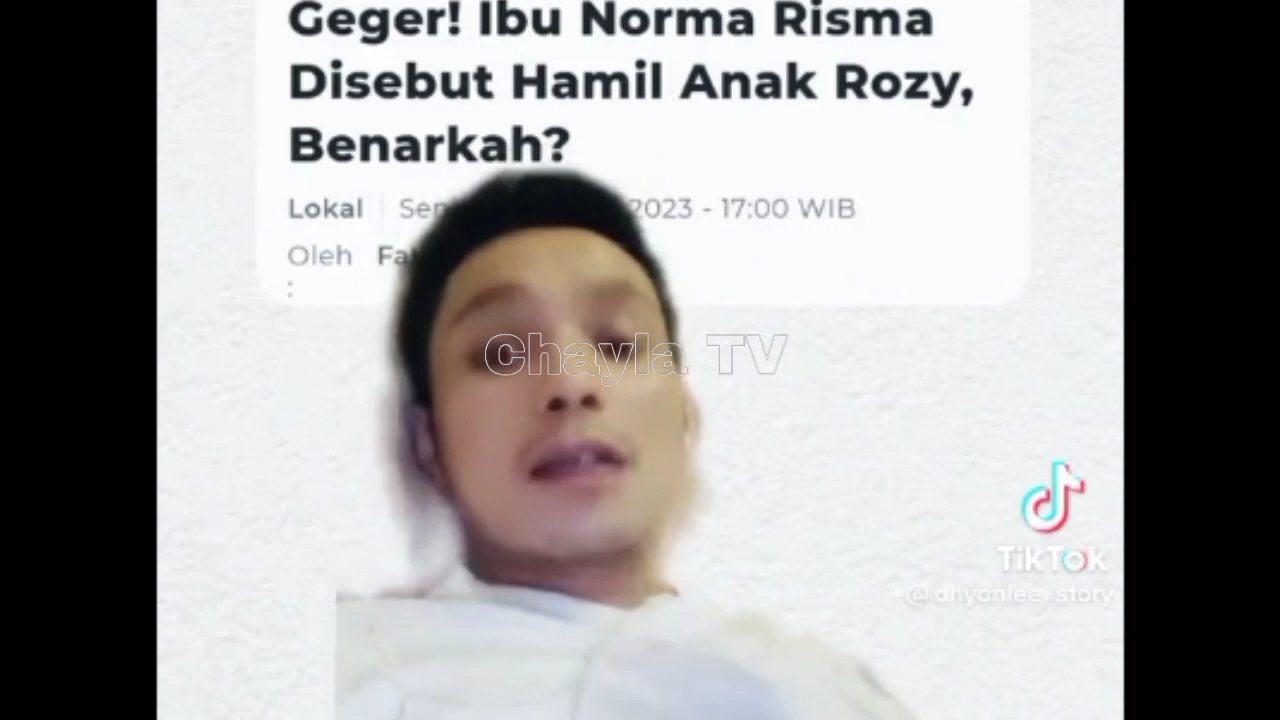 Geger! Ibu Norma Risma
Disebut Hamil Anak Rozy,
Benarkah?
Lokal 2023 - 17:00 WIB
Oleh
:
Chayla TV
TikTok
@dhyonlee_story